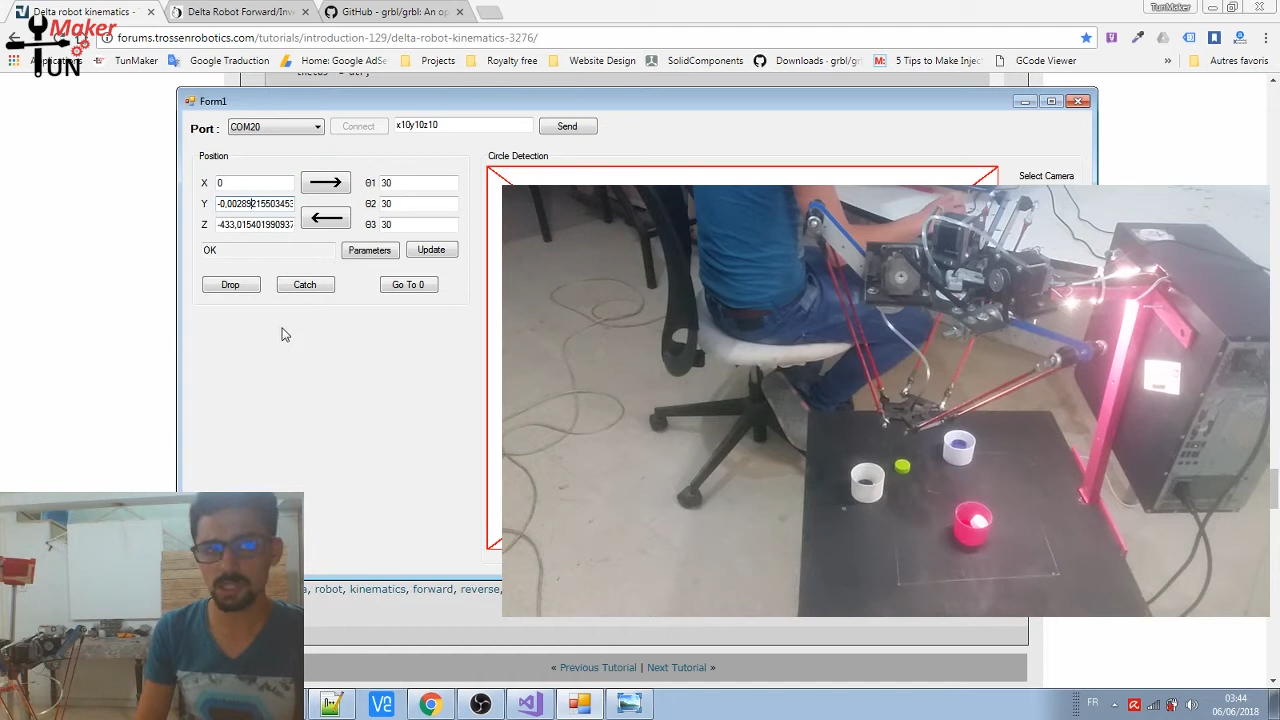 Delta robot kinematics -
Delta Robot Forward/Inv
GitHub - grbl/grbl: An op
TunMaker
Maker
TUN
forums.trossenrobotics.com/tutorials/introduction-129/delta-robot-kinematics-3276/
Applications
TunMaker
Google Traduction
Home: Google AdSe
Projects
Royalty free
Website Design
SolidComponents
Downloads · grbl/grl
5 Tips to Make Inject
GCode Viewer
»
Autres favoris
Form1
Port :
COM20
Connect
x10y10z10
Send
Position
Circle Detection
Select Camera
X
0
θ1
30
Y
-0,0028921550345
θ2
30
Z
-433,015401990937
θ3
30
OK
Parameters
Update
Drop
Catch
Go To 0
robot, kinematics, forward, reverse,
« Previous Tutorial | Next Tutorial »
FR
03:44
06/06/2018